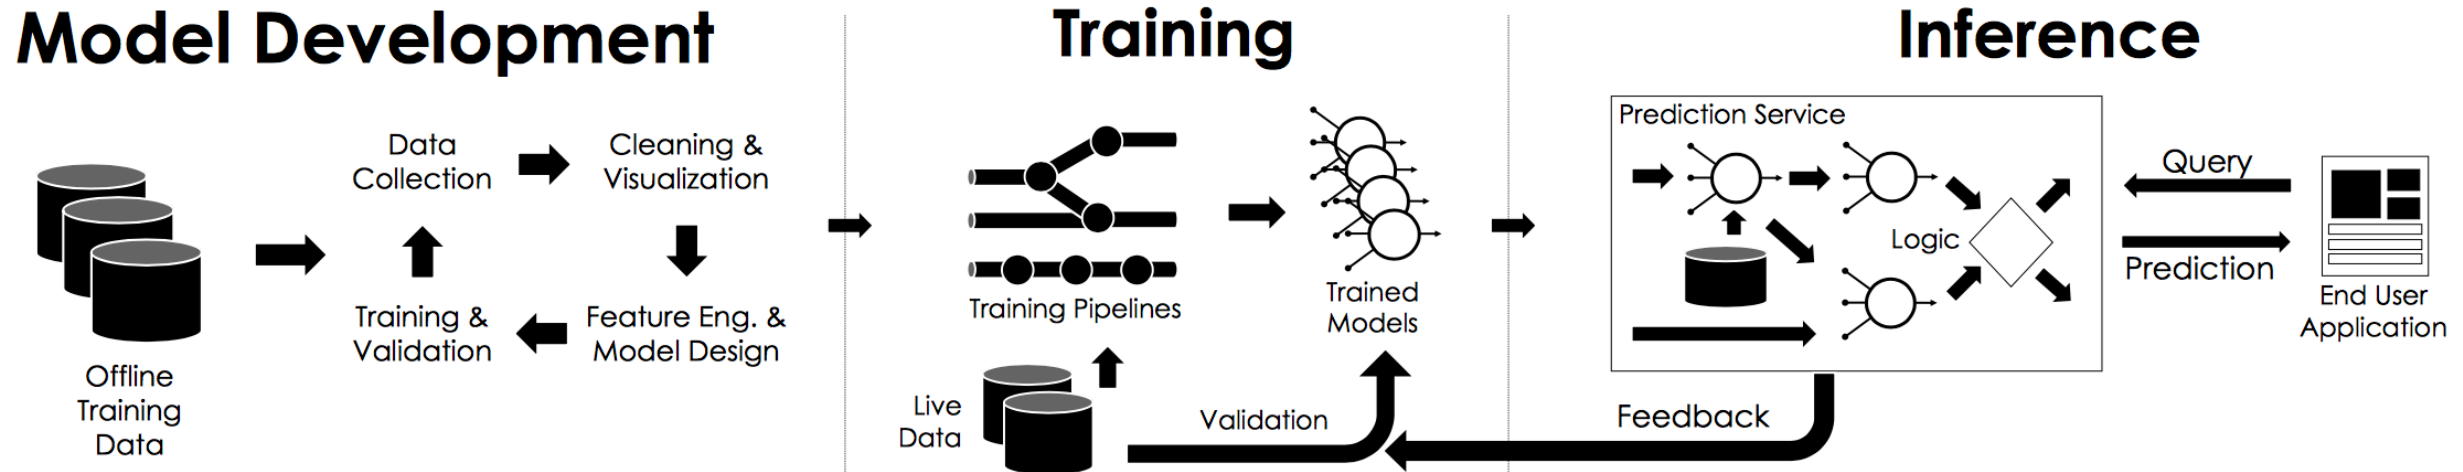 Model Development
Data
Collection
Cleaning &
Visualization
Training &
Validation
Feature Eng. &
Model Design
Offline
Training
Data
Training
Training Pipelines
Trained
Models
Live
Data
Validation
Inference
Prediction Service
Logic
Feedback
Query
Prediction
End User
Application